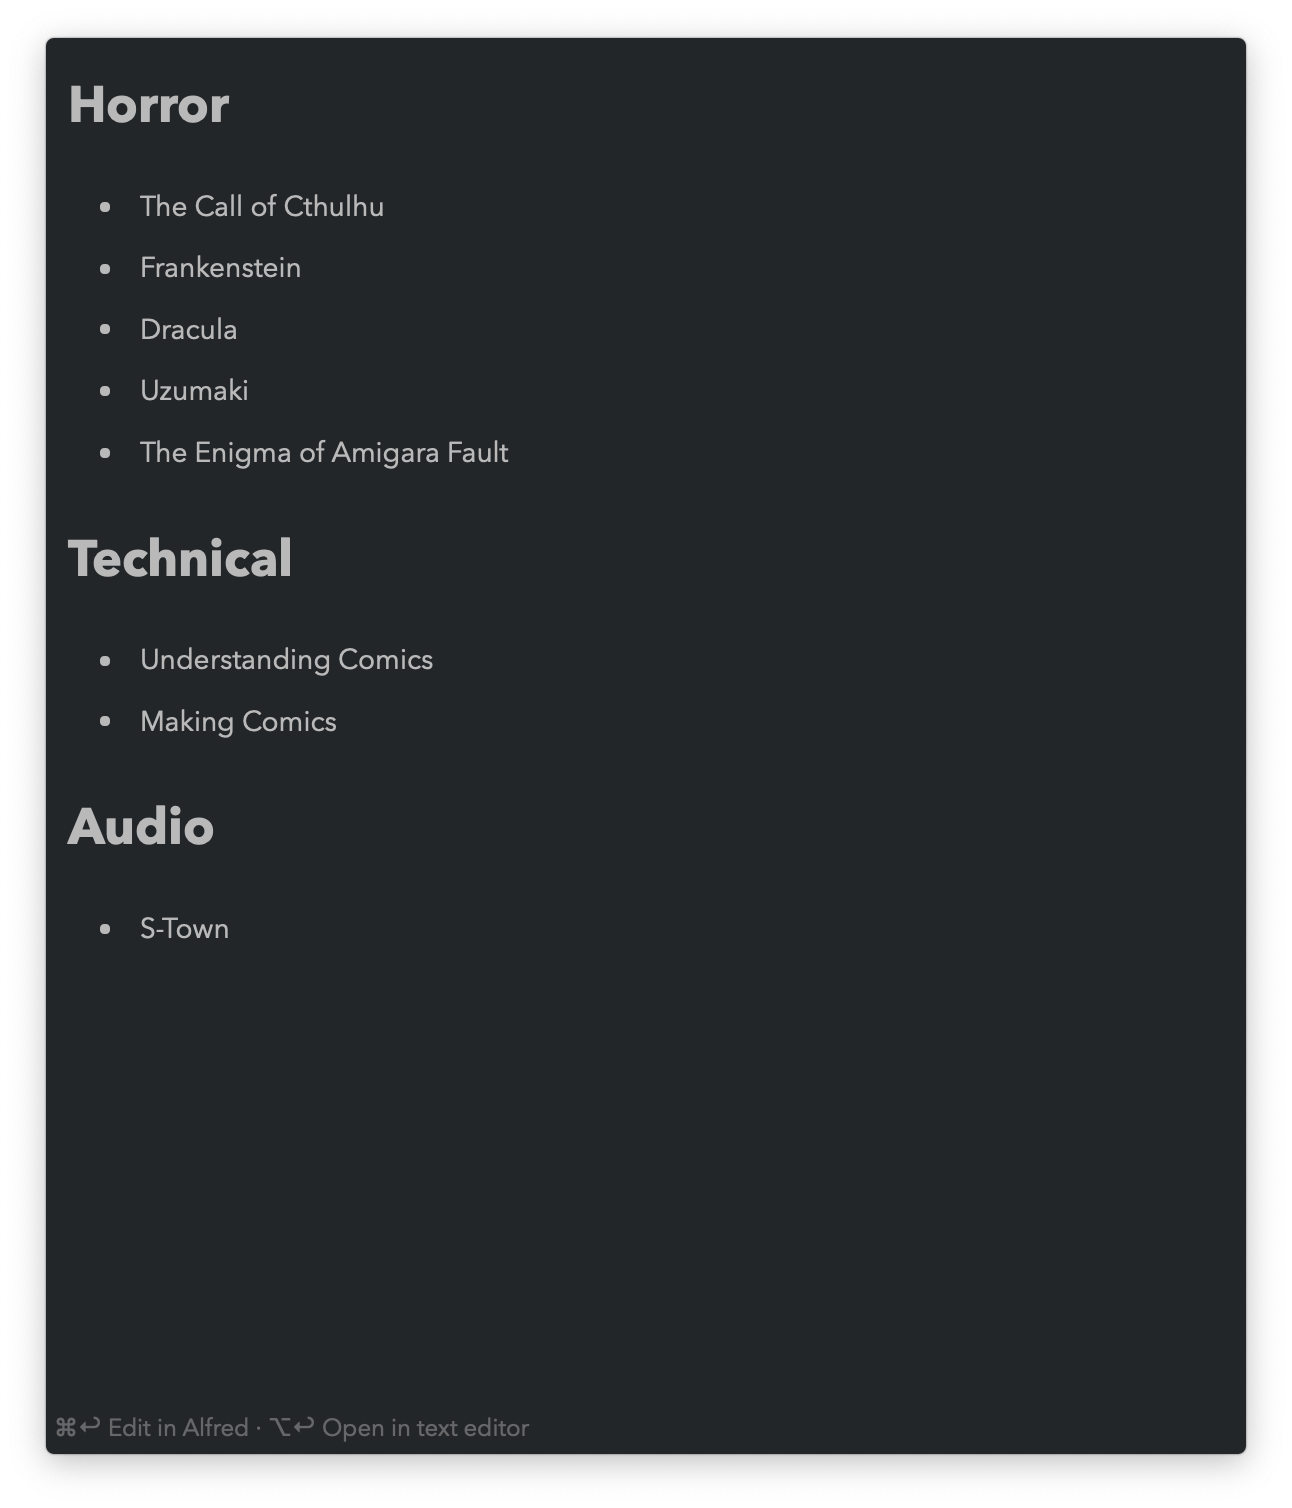 Horror
• The Call of Cthulhu
• Frankenstein
• Dracula
• Uzumaki
• The Enigma of Amigara Fault
Technical
• Understanding Comics
• Making Comics
Audio
• S-Town
⌘↩ Edit in Alfred · ⌥↩ Open in text editor